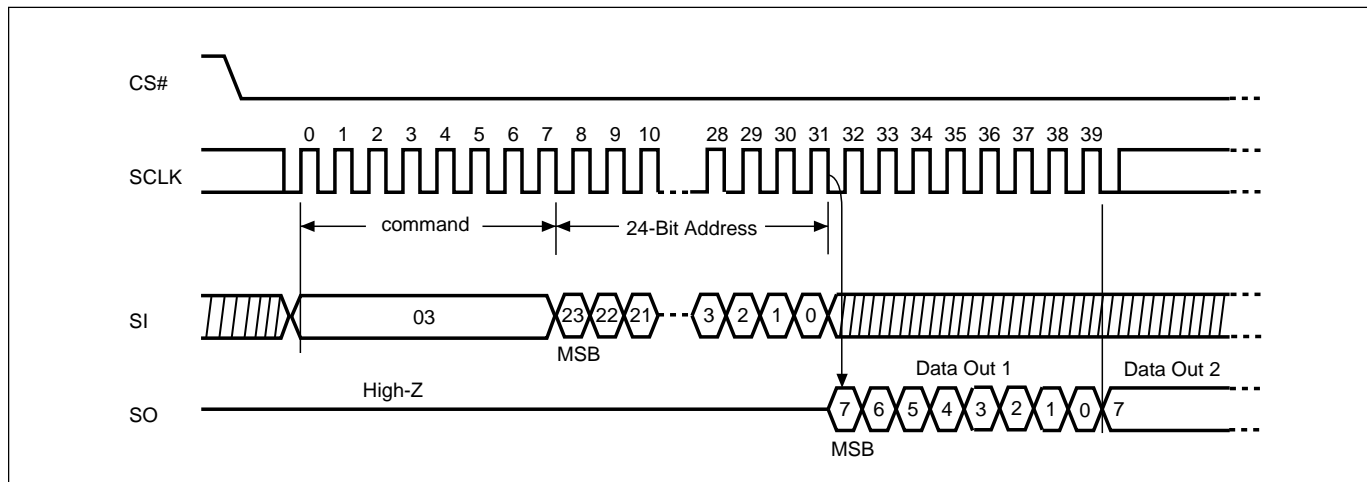 CS#
0 1 2 3 4 5 6 7 8 9 10 28 29 30 31 32 33 34 35 36 37 38 39
SCLK
command 24-Bit Address
SI 03 23 22 21 3 2 1 0
MSB
Data Out 1 Data Out 2
High-Z
SO 7 6 5 4 3 2 1 0 7
MSB